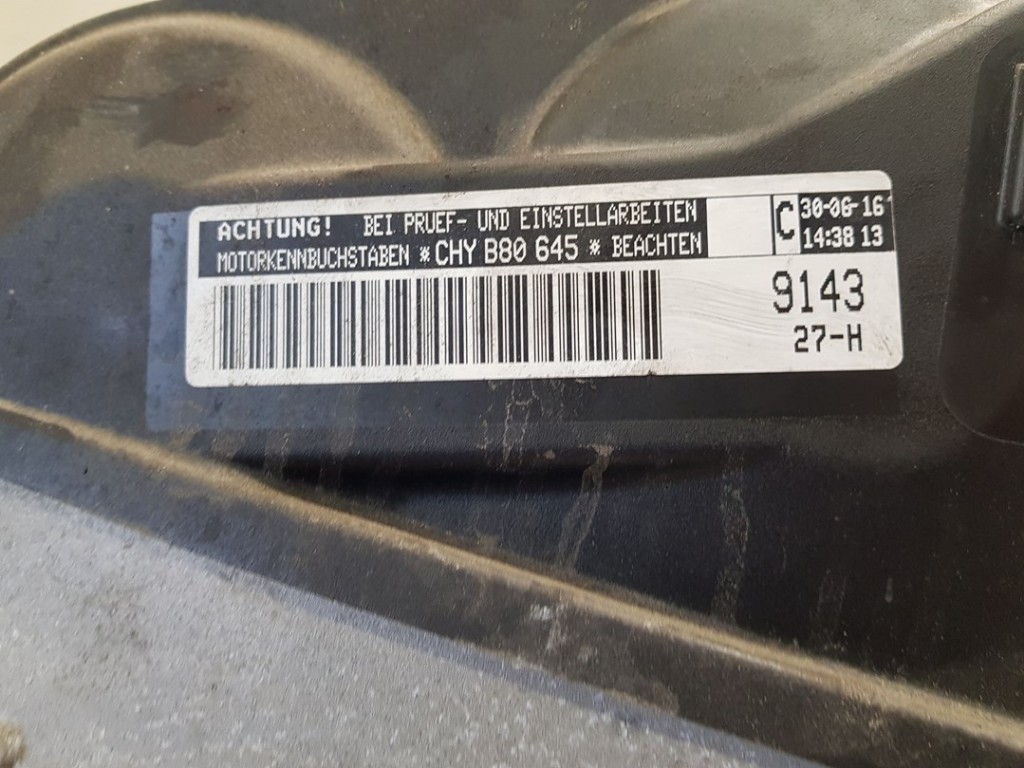 ACHTUNG! BEI PRUEF- UND EINSTELLARBEITEN
MOTORKENNBUCHSTABEN *CHY B80 645 * BEACHTEN
C
30-06-16
14:38 13
9143
27-H